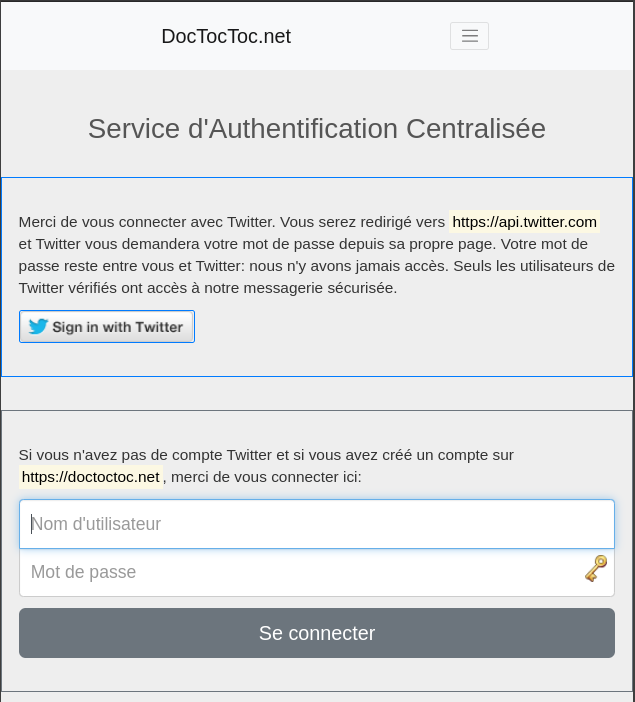 DocTocToc.net
Service d'Authentification Centralisée
Merci de vous connecter avec Twitter. Vous serez redirigé vers https://api.twitter.com
et Twitter vous demandera votre mot de passe depuis sa propre page. Votre mot de
passe reste entre vous et Twitter: nous n'y avons jamais accès. Seuls les utilisateurs de
Twitter vérifiés ont accès à notre messagerie sécurisée.
Sign in with Twitter
Si vous n'avez pas de compte Twitter et si vous avez créé un compte sur
https://doctoctoc.net, merci de vous connecter ici:
Nom d'utilisateur
Mot de passe
Se connecter